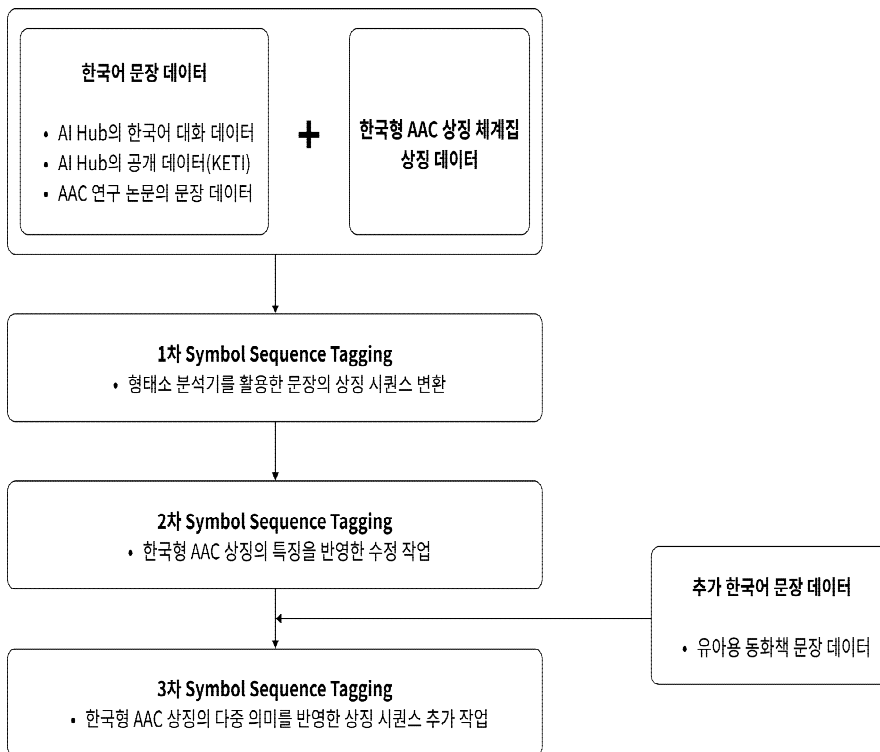 한국어 문장 데이터
• AI Hub의 한국어 대화 데이터
• AI Hub의 공개 데이터(KETI)
• AAC 연구 논문의 문장 데이터
+
한국형 AAC 상징 체계집
상징 데이터
1차 Symbol Sequence Tagging
• 형태소 분석기를 활용한 문장의 상징 시퀀스 변환
2차 Symbol Sequence Tagging
• 한국형 AAC 상징의 특징을 반영한 수정 작업
추가 한국어 문장 데이터
• 유아용 동화책 문장 데이터
3차 Symbol Sequence Tagging
• 한국형 AAC 상징의 다중 의미를 반영한 상징 시퀀스 추가 작업